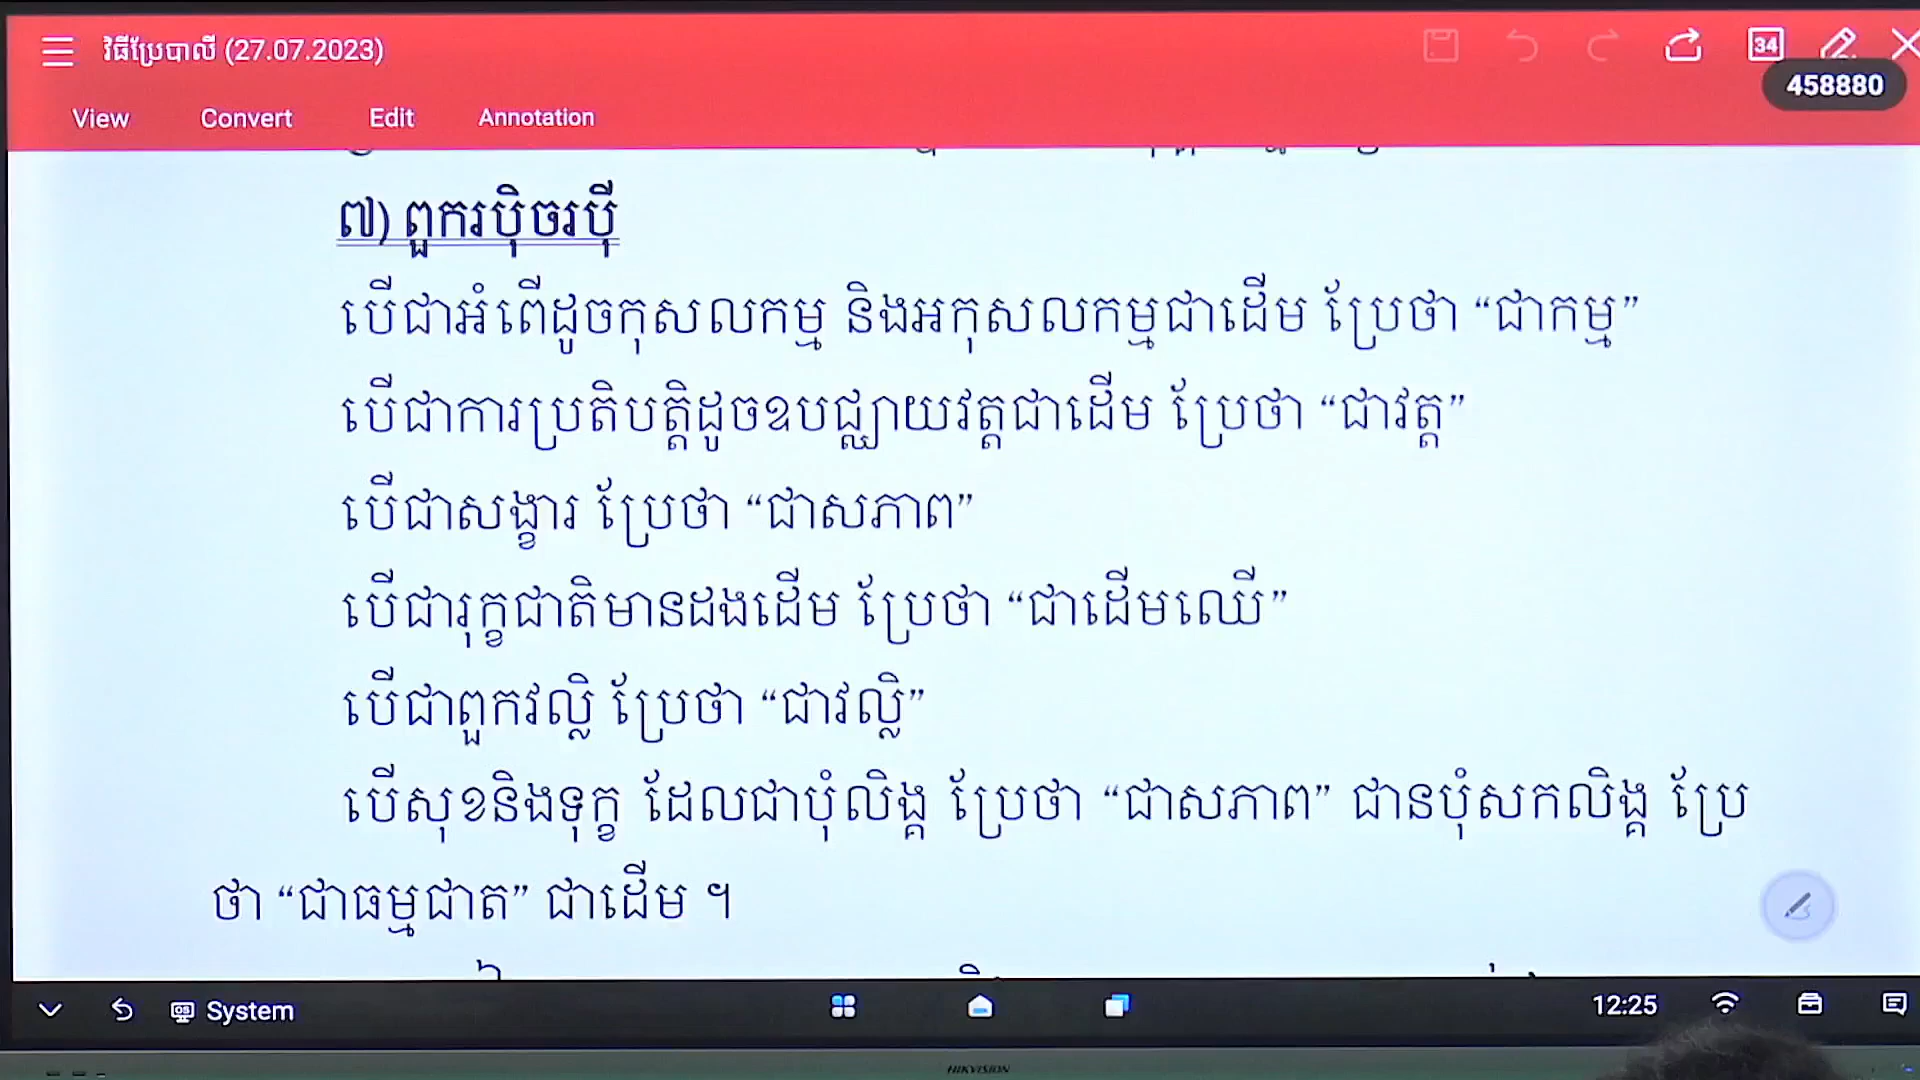 វិធីប្រែបាលី (27.07.2023)
34
458880
View Convert Edit Annotation
៧) ពួករប៉ិចរប៉ី
បើជាអំពើដូចកុសលកម្ម និងអកុសលកម្មជាដើម ប្រែថា “ជាកម្ម”
បើជាការប្រតិបត្តិដូចឧបជ្ឈាយវត្តជាដើម ប្រែថា “ជាវត្ត”
បើជាសង្ខារ ប្រែថា “ជាសភាព”
បើជារុក្ខជាតិមានដងដើម ប្រែថា “ជាដើមឈើ”
បើជាពួកវល្លិ ប្រែថា “ជាវល្លិ”
បើសុខនិងទុក្ខ ដែលជាបុំលិង្គ ប្រែថា “ជាសភាព” ជានបុំសកលិង្គ ប្រែ
ថា “ជាធម្មជាត” ជាដើម ។
System
12:25
HIKVISION